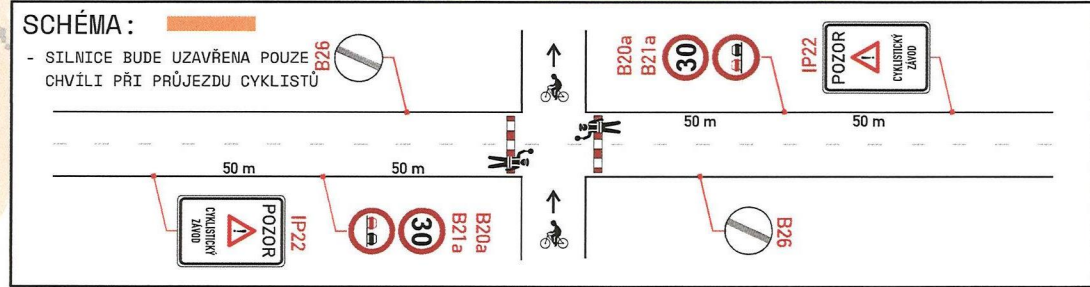 SCHÉMA:
- SILNICE BUDE UZAVŘENA POUZE
CHVÍLI PŘI PRŮJEZDU CYKLISTŮ
B26
B20a
B21a
30
IP22
POZOR
CYKLISTICKÝ
ZÁVOD
50 m
50 m
50 m
50 m
POZOR
CYKLISTICKÝ
ZÁVOD
IP22
30
B20a
B21a
B26